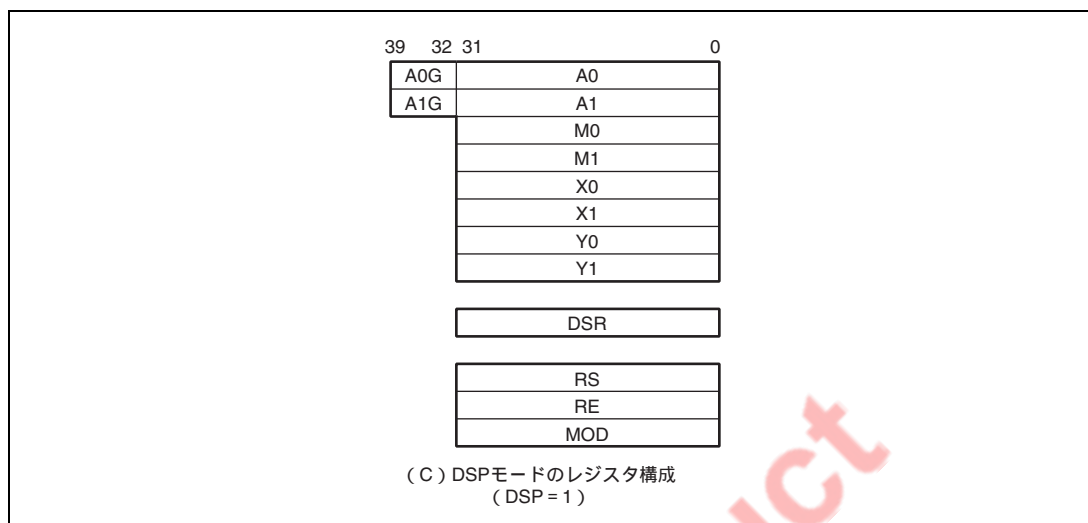 39 32 31 0
A0G A0
A1G A1
M0
M1
X0
X1
Y0
Y1
DSR
RS
RE
MOD
(C)DSPモードのレジスタ構成
(DSP = 1)
uct